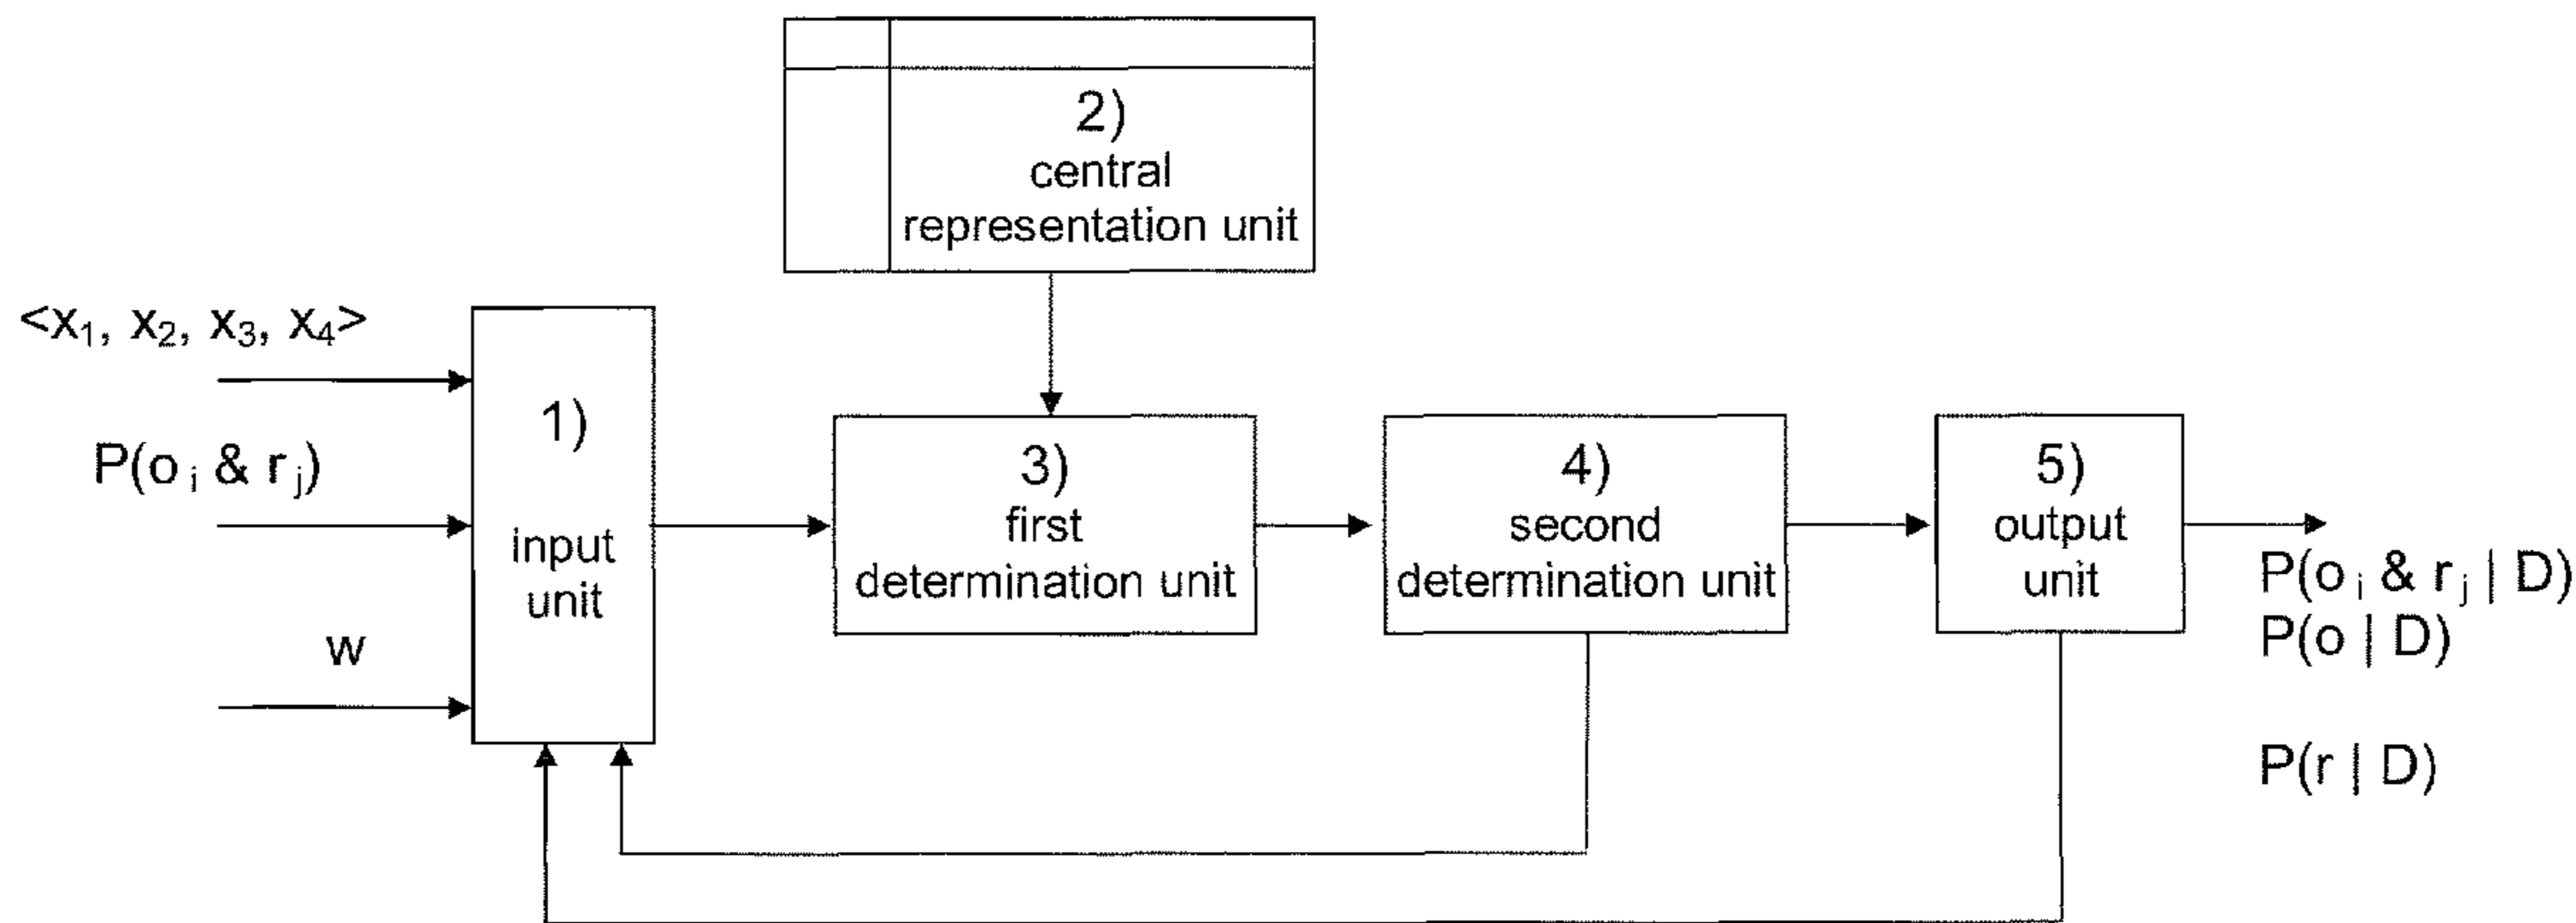 2)
central
representation unit
<x₁, x₂, x₃, x₄>
P(o i & r j)
w
1)
input
unit
3)
first
determination unit
4)
second
determination unit
5)
output
unit
P(o i & r j | D)
P(o | D)
P(r | D)